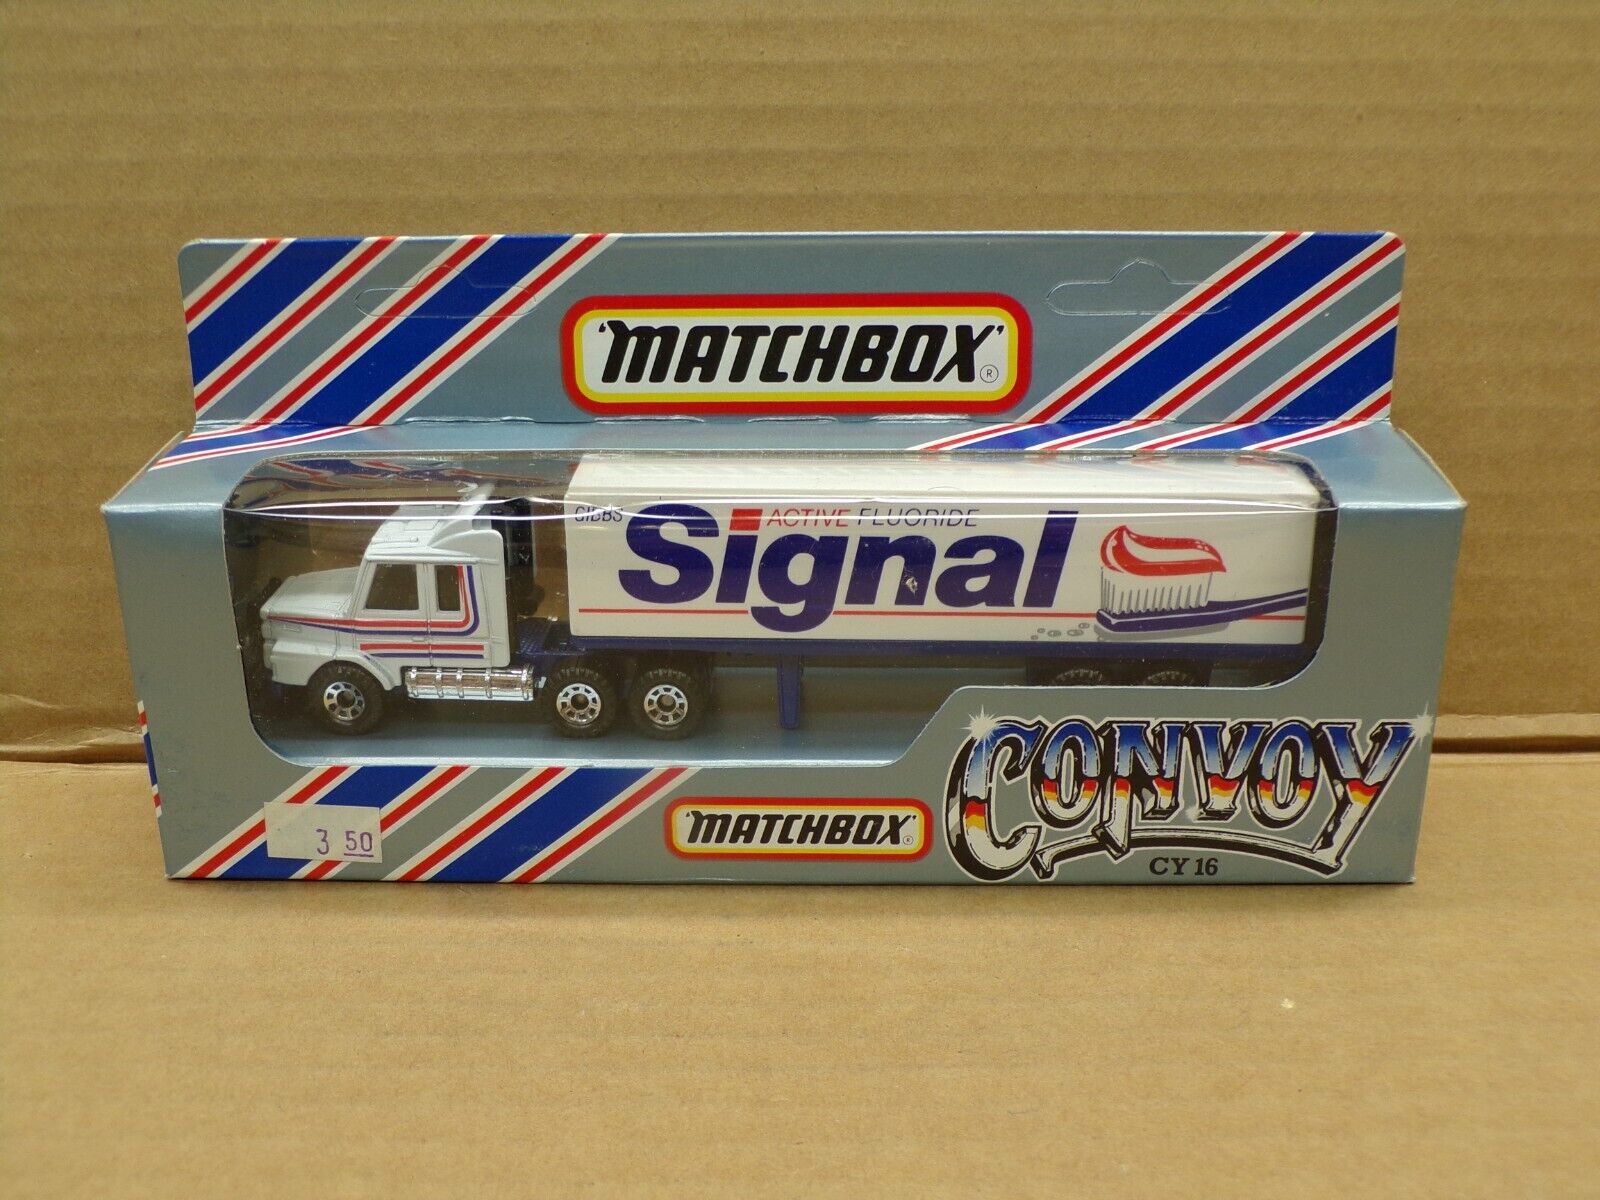 'MATCHBOX' ®
GIBBS
ACTIVE FLUORIDE
Signal
3 50
'MATCHBOX' ®
CONVOY
CY 16